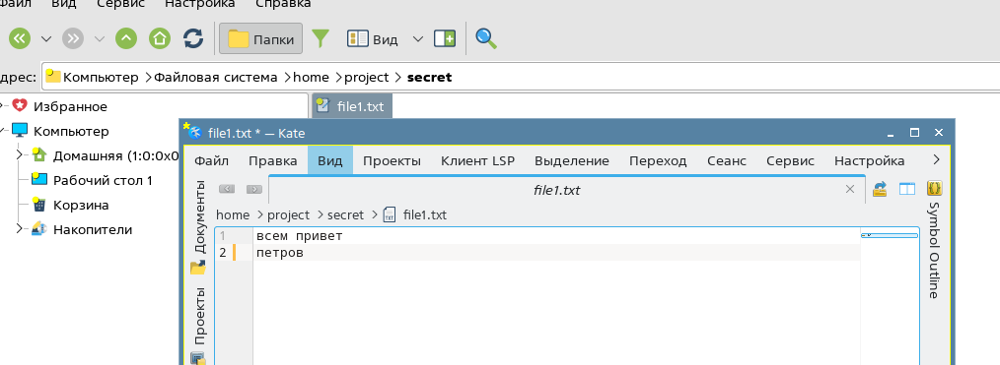 Файл Вид Сервис Настройка Справка
Папки Вид
дрес: Компьютер Файловая система home project secret
Избранное
file1.txt
Компьютер
file1.txt * — Kate
Домашняя (1:0:0x0
Файл Правка Вид Проекты Клиент LSP Выделение Переход Сеанс Сервис Настройка
Рабочий стол 1
file1.txt
Корзина
home project secret file1.txt
Накопители
1 всем привет
2 петров
Документы
Проекты
Symbol Outline